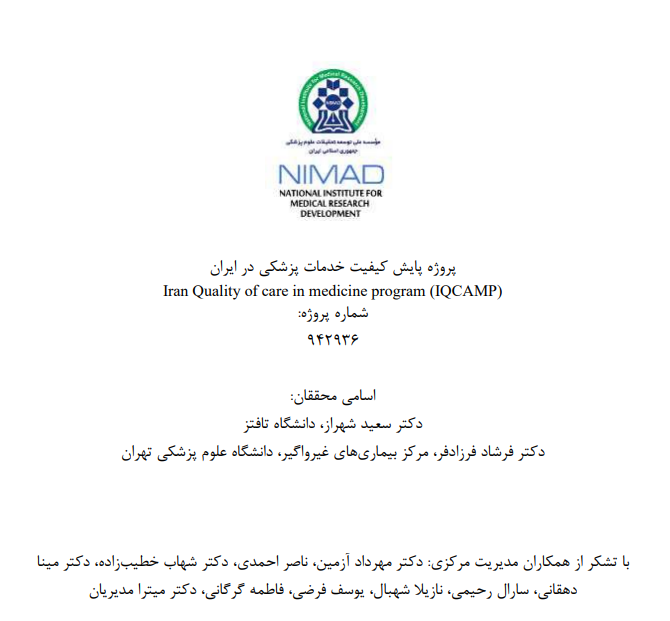 National Institute for Medical Research Development
NIMAD
مؤسسه ملی توسعه تحقیقات علوم پزشکی
جمهوری اسلامی ایران
NIMAD
NATIONAL INSTITUTE FOR
MEDICAL RESEARCH
DEVELOPMENT
پروژه پایش کیفیت خدمات پزشکی در ایران
Iran Quality of care in medicine program (IQCAMP)
شماره پروژه:
۹۴۲۹۳۶
اسامی محققان:
دکتر سعید شهراز، دانشگاه تافتز
دکتر فرشاد فرزادفر، مرکز بیماری‌های غیرواگیر، دانشگاه علوم پزشکی تهران
با تشکر از همکاران مدیریت مرکزی: دکتر مهرداد آزمین، ناصر احمدی، دکتر شهاب خطیب‌زاده، دکتر مینا
دهقانی، سارال رحیمی، نازیلا شهبال، یوسف فرضی، فاطمه گرگانی، دکتر میترا مدیریان